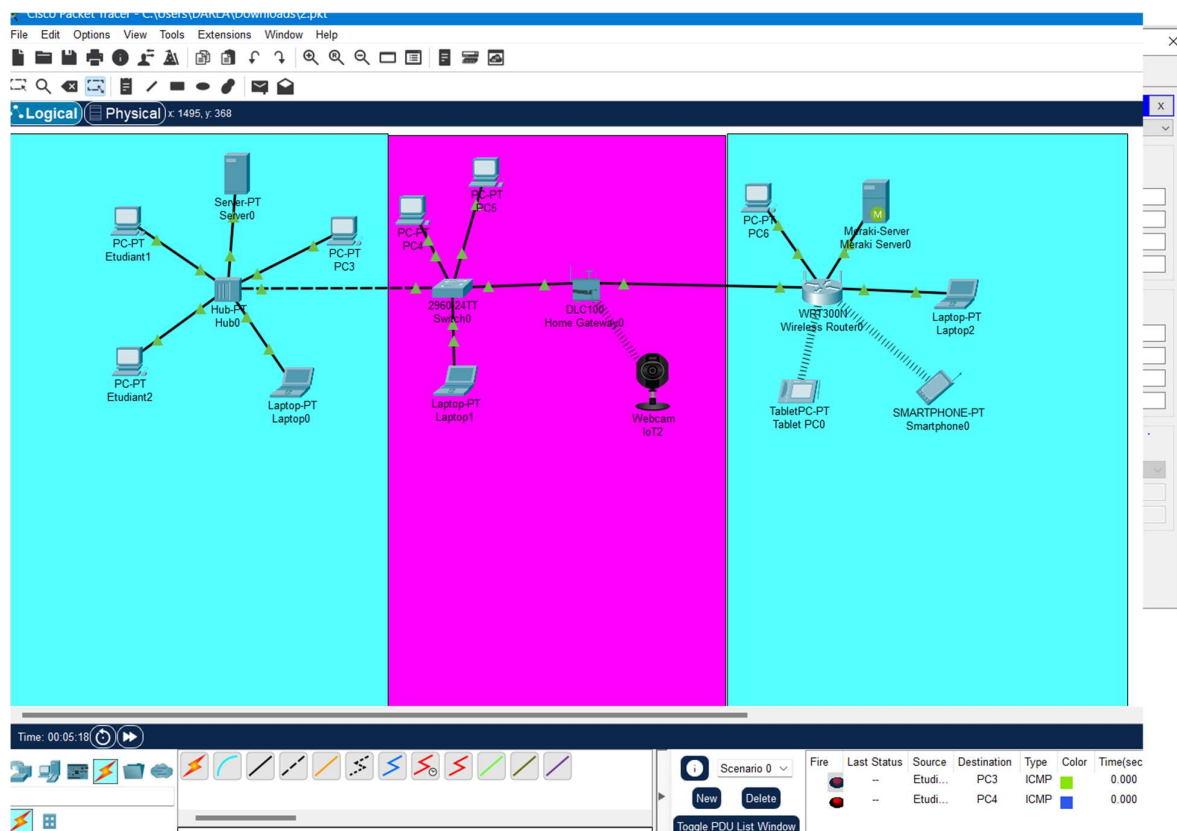 Cisco Packet Tracer - C:\Users\DARLA\Downloads\2.pkt
File Edit Options View Tools Extensions Window Help
Logical Physical x: 1495, y: 368
Server-PT
Server0
PC-PT
Etudiant1
PC-PT
PC3
Hub-PT
Hub0
PC-PT
Etudiant2
Laptop-PT
Laptop0
PC-PT
PC5
PC-PT
PC4
2960-24TT
Switch0
DLC100
Home Gateway0
Laptop-PT
Laptop1
Webcam
IoT2
PC-PT
PC6
M
Meraki-Server
Meraki Server0
WRT300N
Wireless Router0
Laptop-PT
Laptop2
TabletPC-PT
Tablet PC0
SMARTPHONE-PT
Smartphone0
X
Time: 00:05:18
Scenario 0
New Delete
Toggle PDU List Window
Fire Last Status Source Destination Type Color Time(sec
-- Etudi... PC3 ICMP 0.000
-- Etudi... PC4 ICMP 0.000